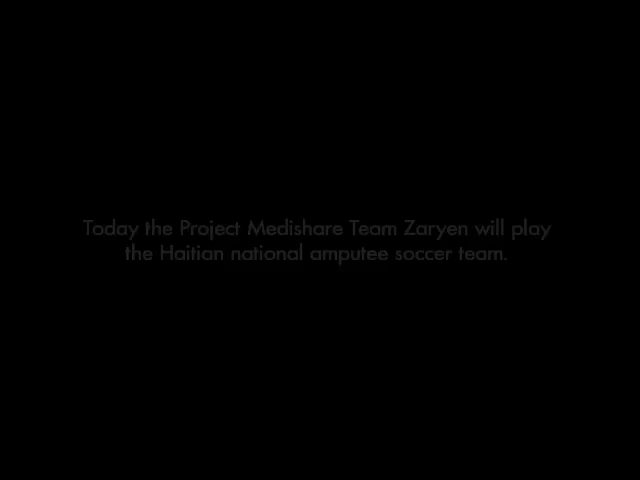 Today the Project Medishare Team Zaryen will play
the Haitian national amputee soccer team.